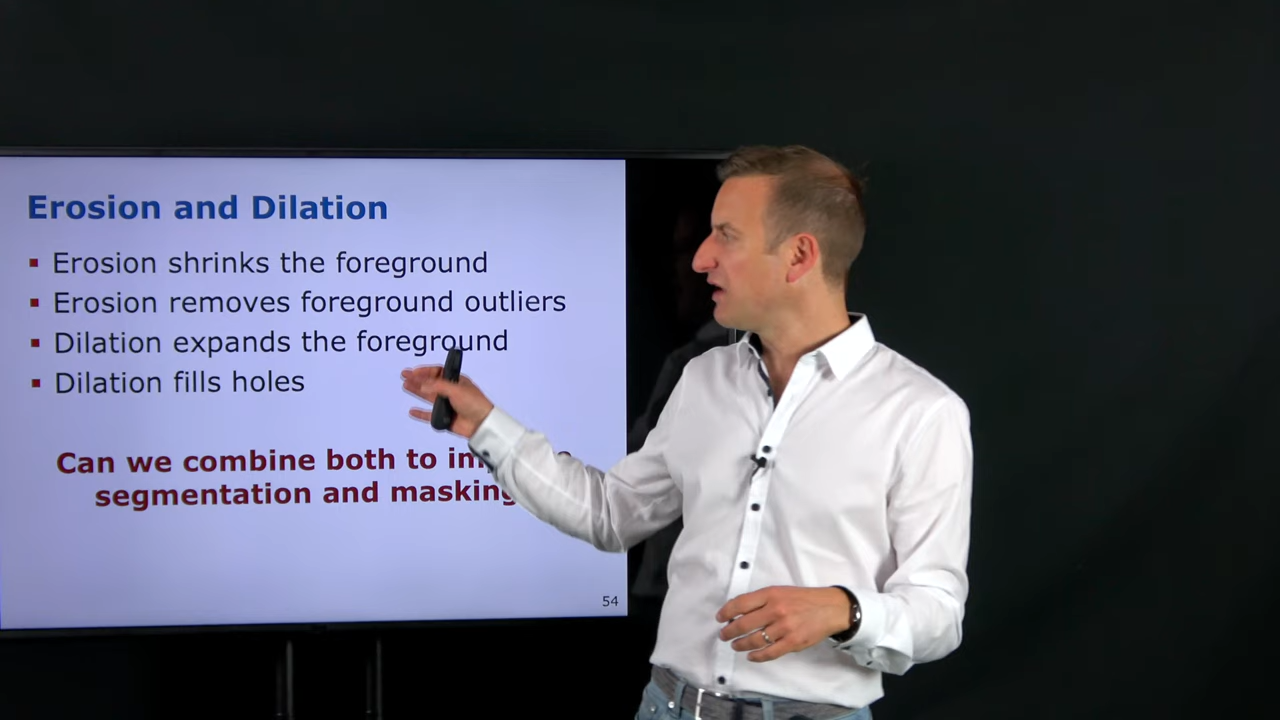 Erosion and Dilation
▪ Erosion shrinks the foreground
▪ Erosion removes foreground outliers
▪ Dilation expands the foreground
▪ Dilation fills holes
Can we combine both to
segmentation and masking
54